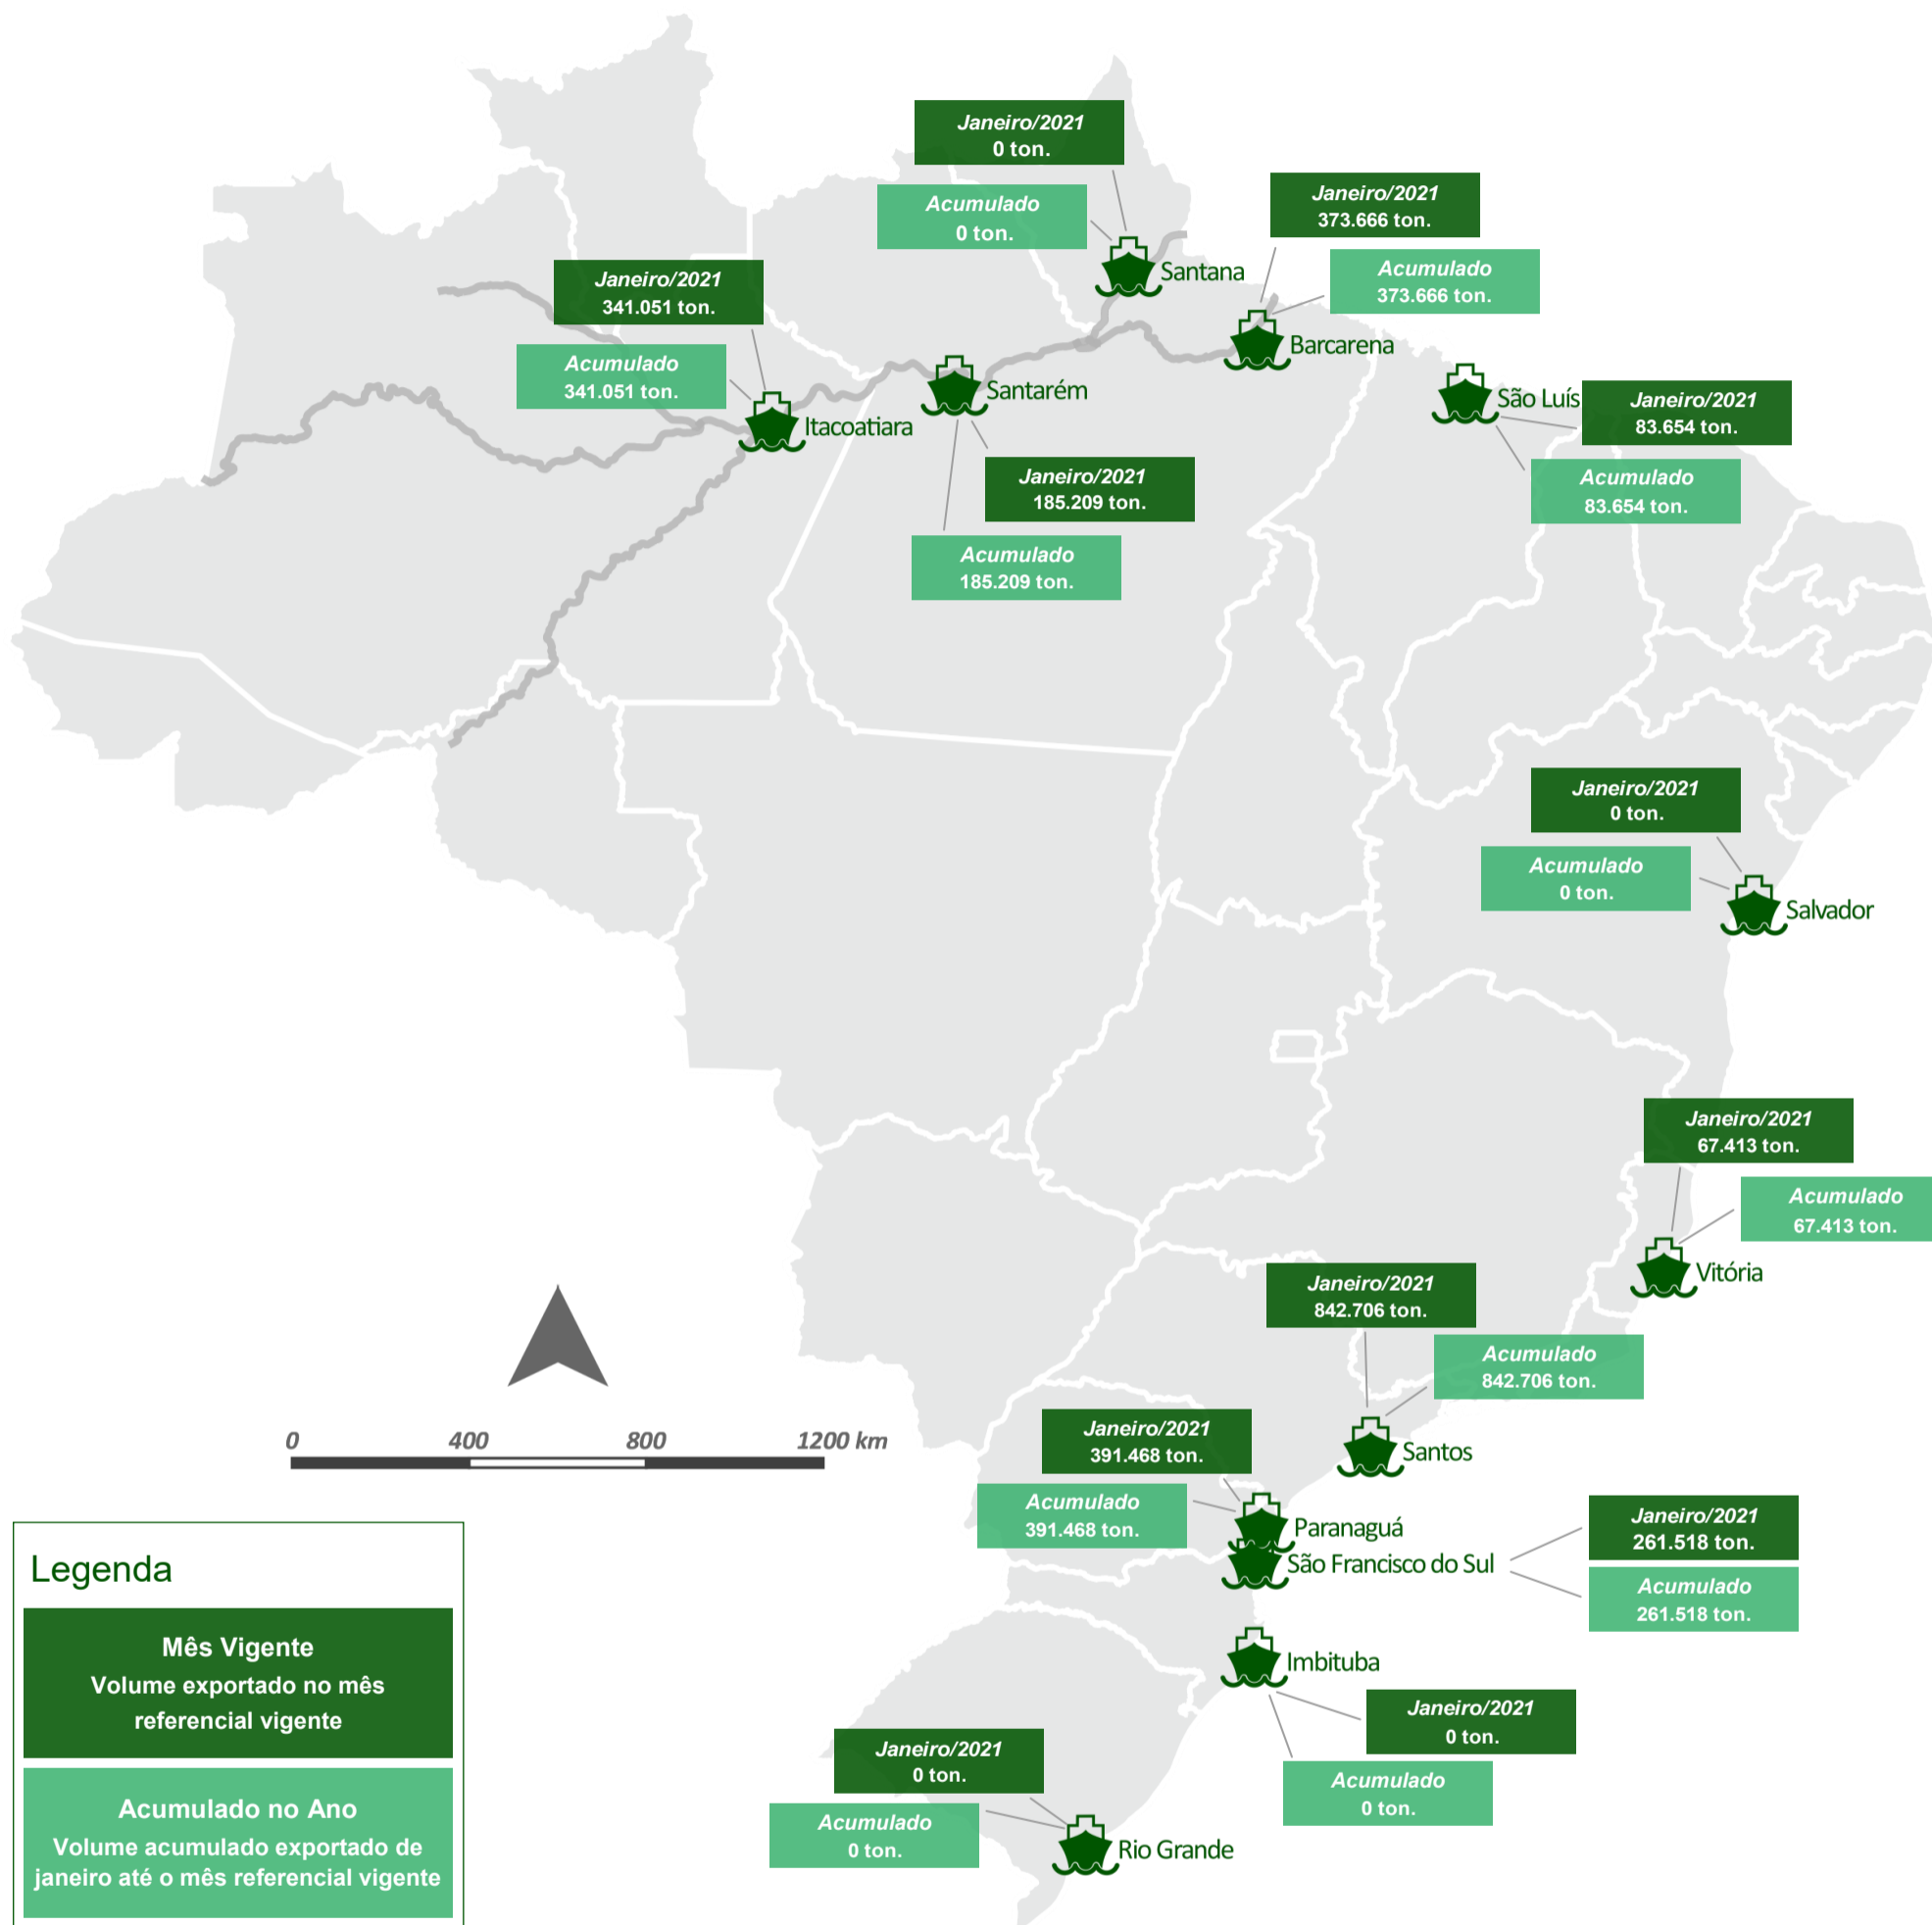 Janeiro/2021
0 ton.
Acumulado
0 ton.
Santana
Janeiro/2021
373.666 ton.
Acumulado
373.666 ton.
Barcarena
Janeiro/2021
341.051 ton.
Acumulado
341.051 ton.
Itacoatiara
Santarém
Janeiro/2021
185.209 ton.
Acumulado
185.209 ton.
São Luís
Janeiro/2021
83.654 ton.
Acumulado
83.654 ton.
Janeiro/2021
0 ton.
Acumulado
0 ton.
Salvador
Janeiro/2021
67.413 ton.
Acumulado
67.413 ton.
Vitória
Janeiro/2021
842.706 ton.
Acumulado
842.706 ton.
Santos
Janeiro/2021
391.468 ton.
Acumulado
391.468 ton.
Paranaguá
São Francisco do Sul
Janeiro/2021
261.518 ton.
Acumulado
261.518 ton.
Imbituba
Janeiro/2021
0 ton.
Acumulado
0 ton.
Janeiro/2021
0 ton.
Acumulado
0 ton.
Rio Grande
0 400 800 1200 km
Legenda
Mês Vigente
Volume exportado no mês
referencial vigente
Acumulado no Ano
Volume acumulado exportado de
janeiro até o mês referencial vigente